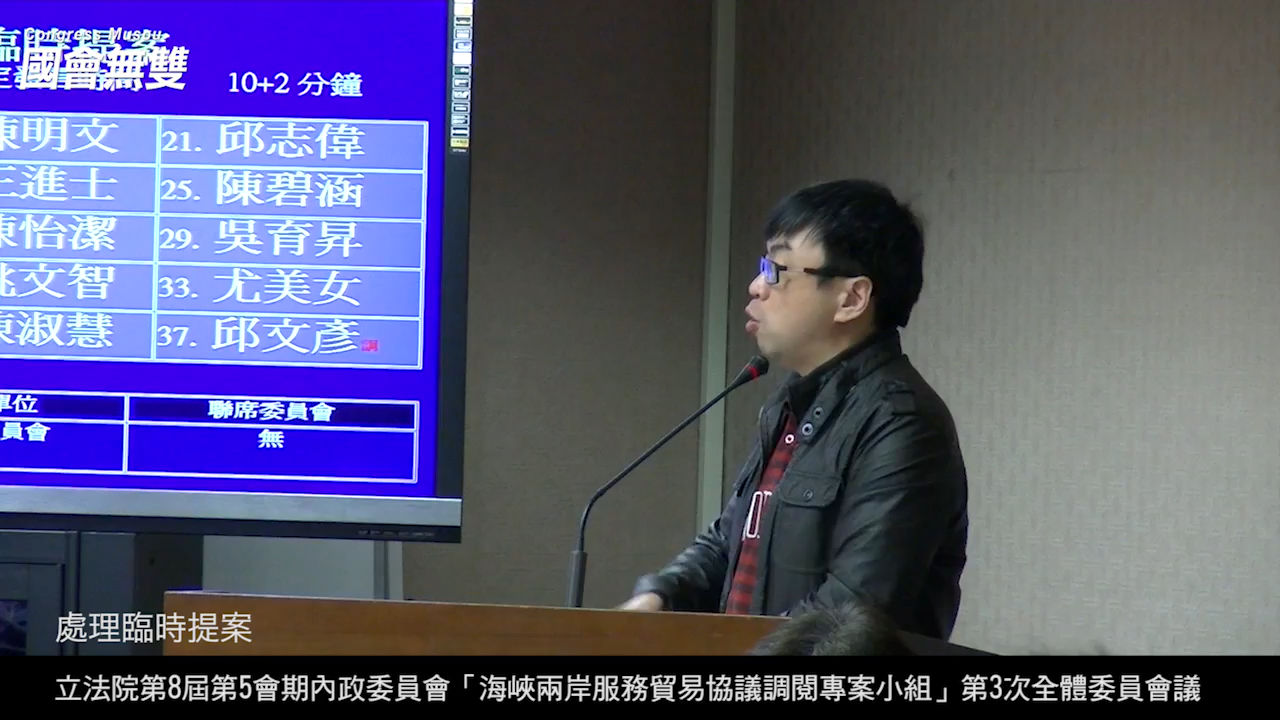 Congress Musou
國會無雙
10+2 分鐘
陳明文 21. 邱志偉
王進士 25. 陳碧涵
陳怡潔 29. 吳育昇
姚文智 33. 尤美女
陳淑慧 37. 邱文彥
單位 聯席委員會
員會 無
處理臨時提案
立法院第8屆第5會期內政委員會「海峽兩岸服務貿易協議調閱專案小組」第3次全體委員會議